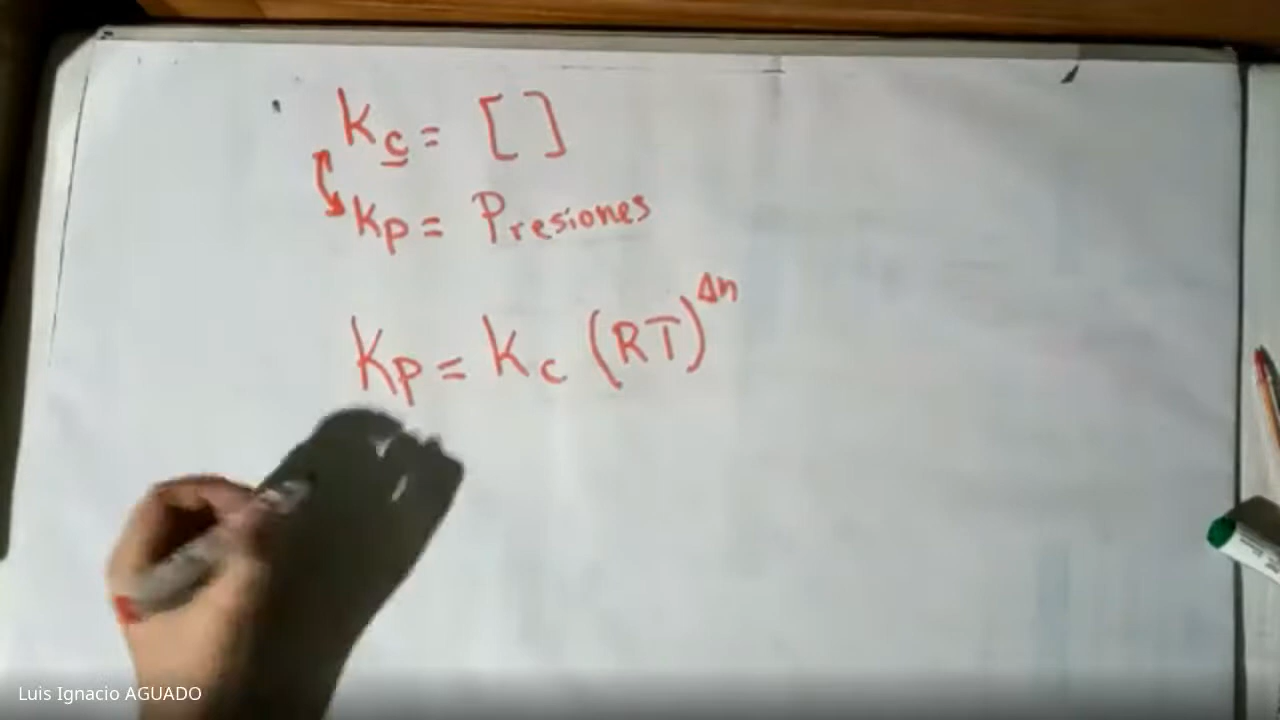 Kc = [ ]
Kp = Presiones
Kp = Kc (RT)^Δn
Luis Ignacio AGUADO